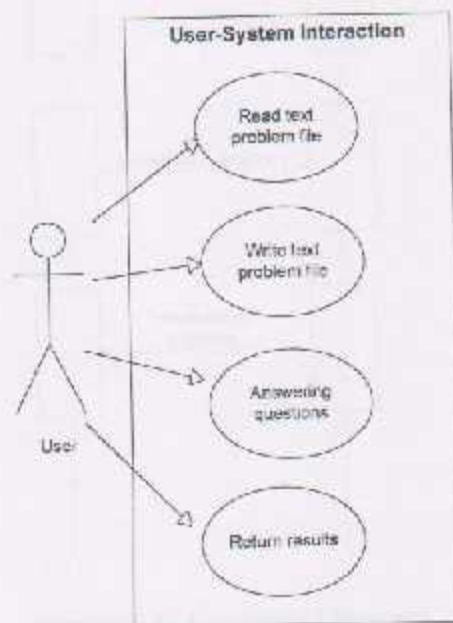 User-System Interaction
Read text
problem file
Write text
problem file
Answering
questions
User
Return results